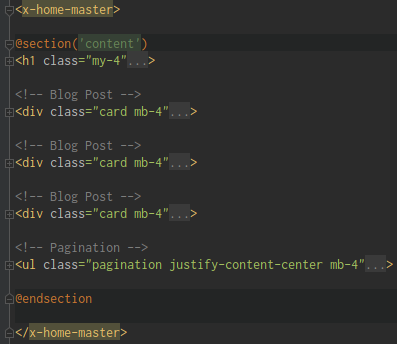 <x-home-master>
@section('content')
<h1 class="my-4"...>
<!-- Blog Post -->
<div class="card mb-4"...>
<!-- Blog Post -->
<div class="card mb-4"...>
<!-- Blog Post -->
<div class="card mb-4"...>
<!-- Pagination -->
<ul class="pagination justify-content-center mb-4"...>
@endsection
</x-home-master>